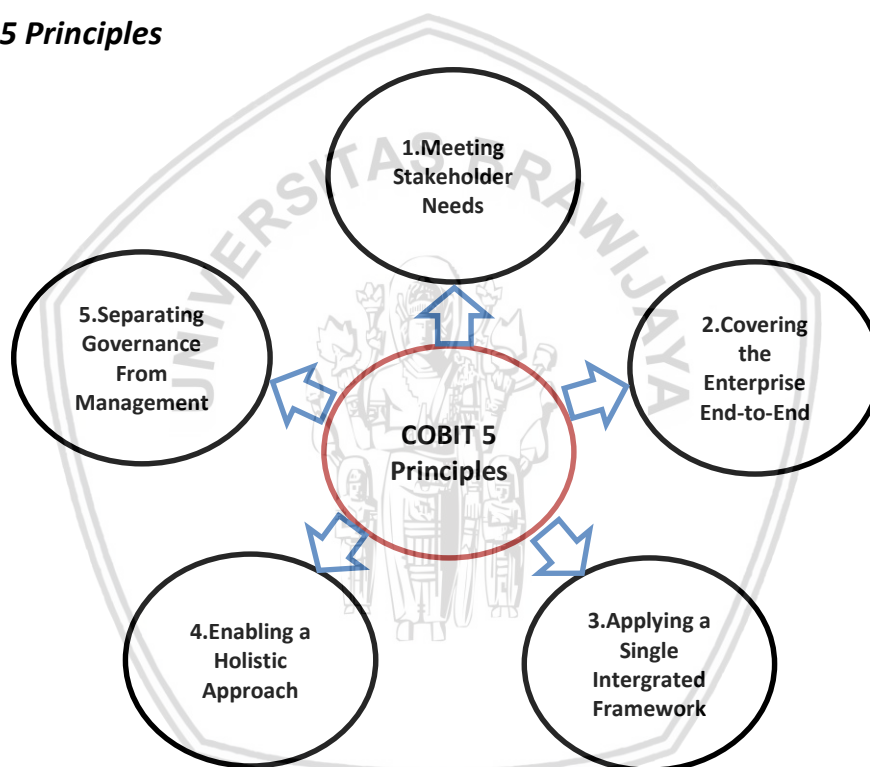 5 Principles
1.Meeting
Stakeholder
Needs
2.Covering
the
Enterprise
End-to-End
3.Applying a
Single
Intergrated
Framework
4.Enabling a
Holistic
Approach
5.Separating
Governance
From
Management
COBIT 5
Principles
UNIVERSITAS BRAWIJAYA